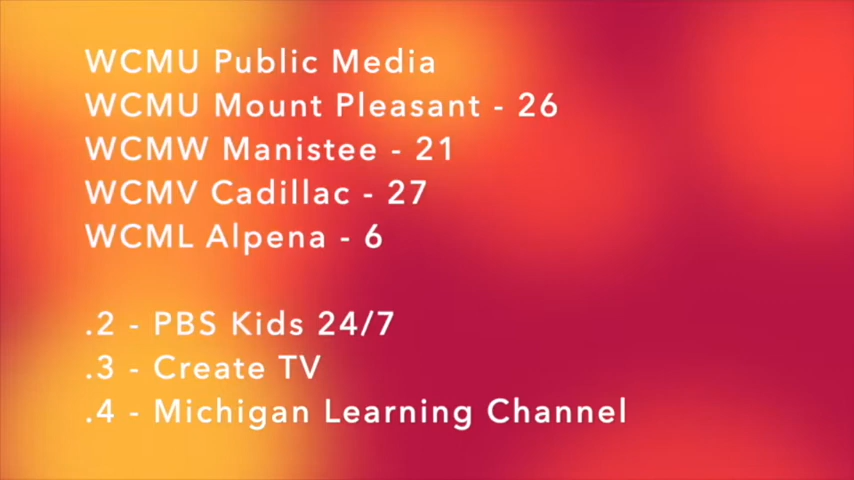 WCMU Public Media
WCMU Mount Pleasant - 26
WCMW Manistee - 21
WCMV Cadillac - 27
WCML Alpena - 6
.2 - PBS Kids 24/7
.3 - Create TV
.4 - Michigan Learning Channel